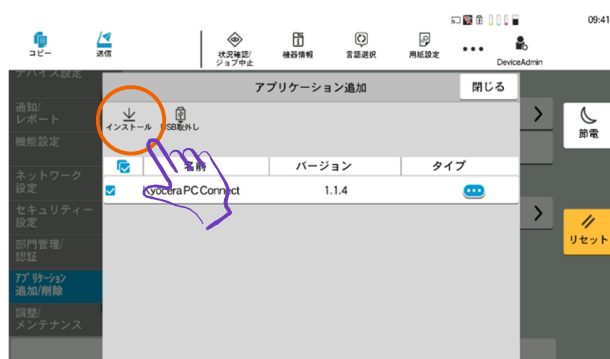 09:41
コピー
送信
状況確認/
ジョブ中止
機器情報
言語選択
用紙設定
DeviceAdmin
デバイス設定
通知/
レポート
機能設定
ネットワーク
設定
セキュリティー
設定
部門管理/
認証
アプリケーション
追加/削除
調整/
メンテナンス
アプリケーション追加
閉じる
インストール
USB取外し
名前
バージョン
タイプ
Kyocera PC Connect
1.1.4
節電
リセット